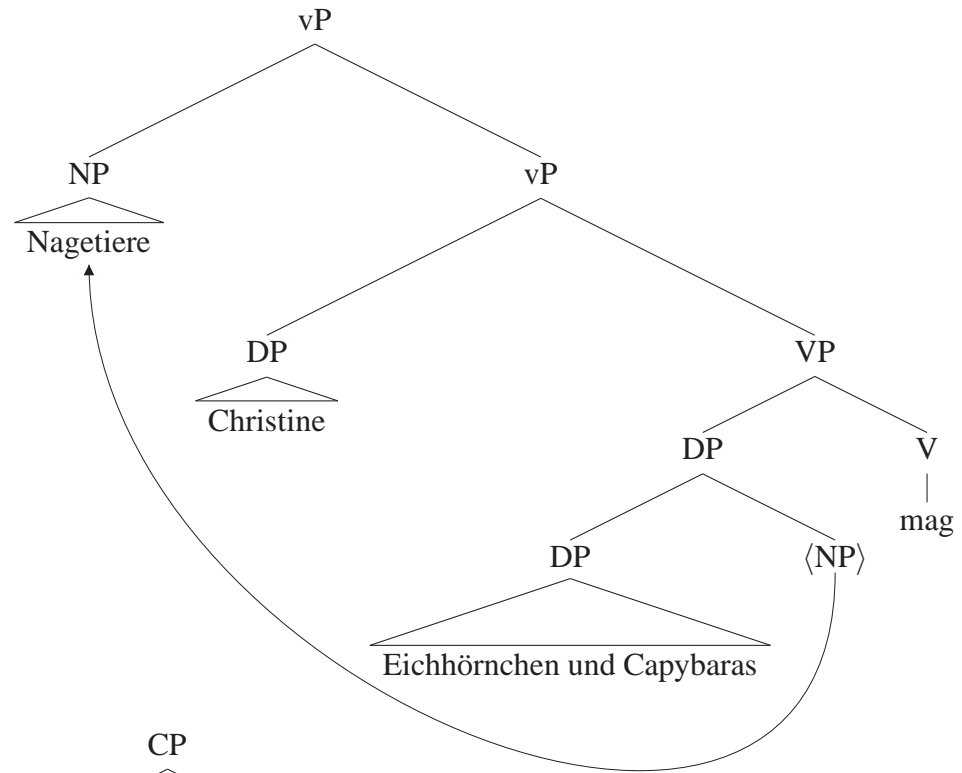 vP
NP vP
Nagetiere
DP VP
Christine
DP V
mag
DP ⟨NP⟩
Eichhörnchen und Capybaras
CP